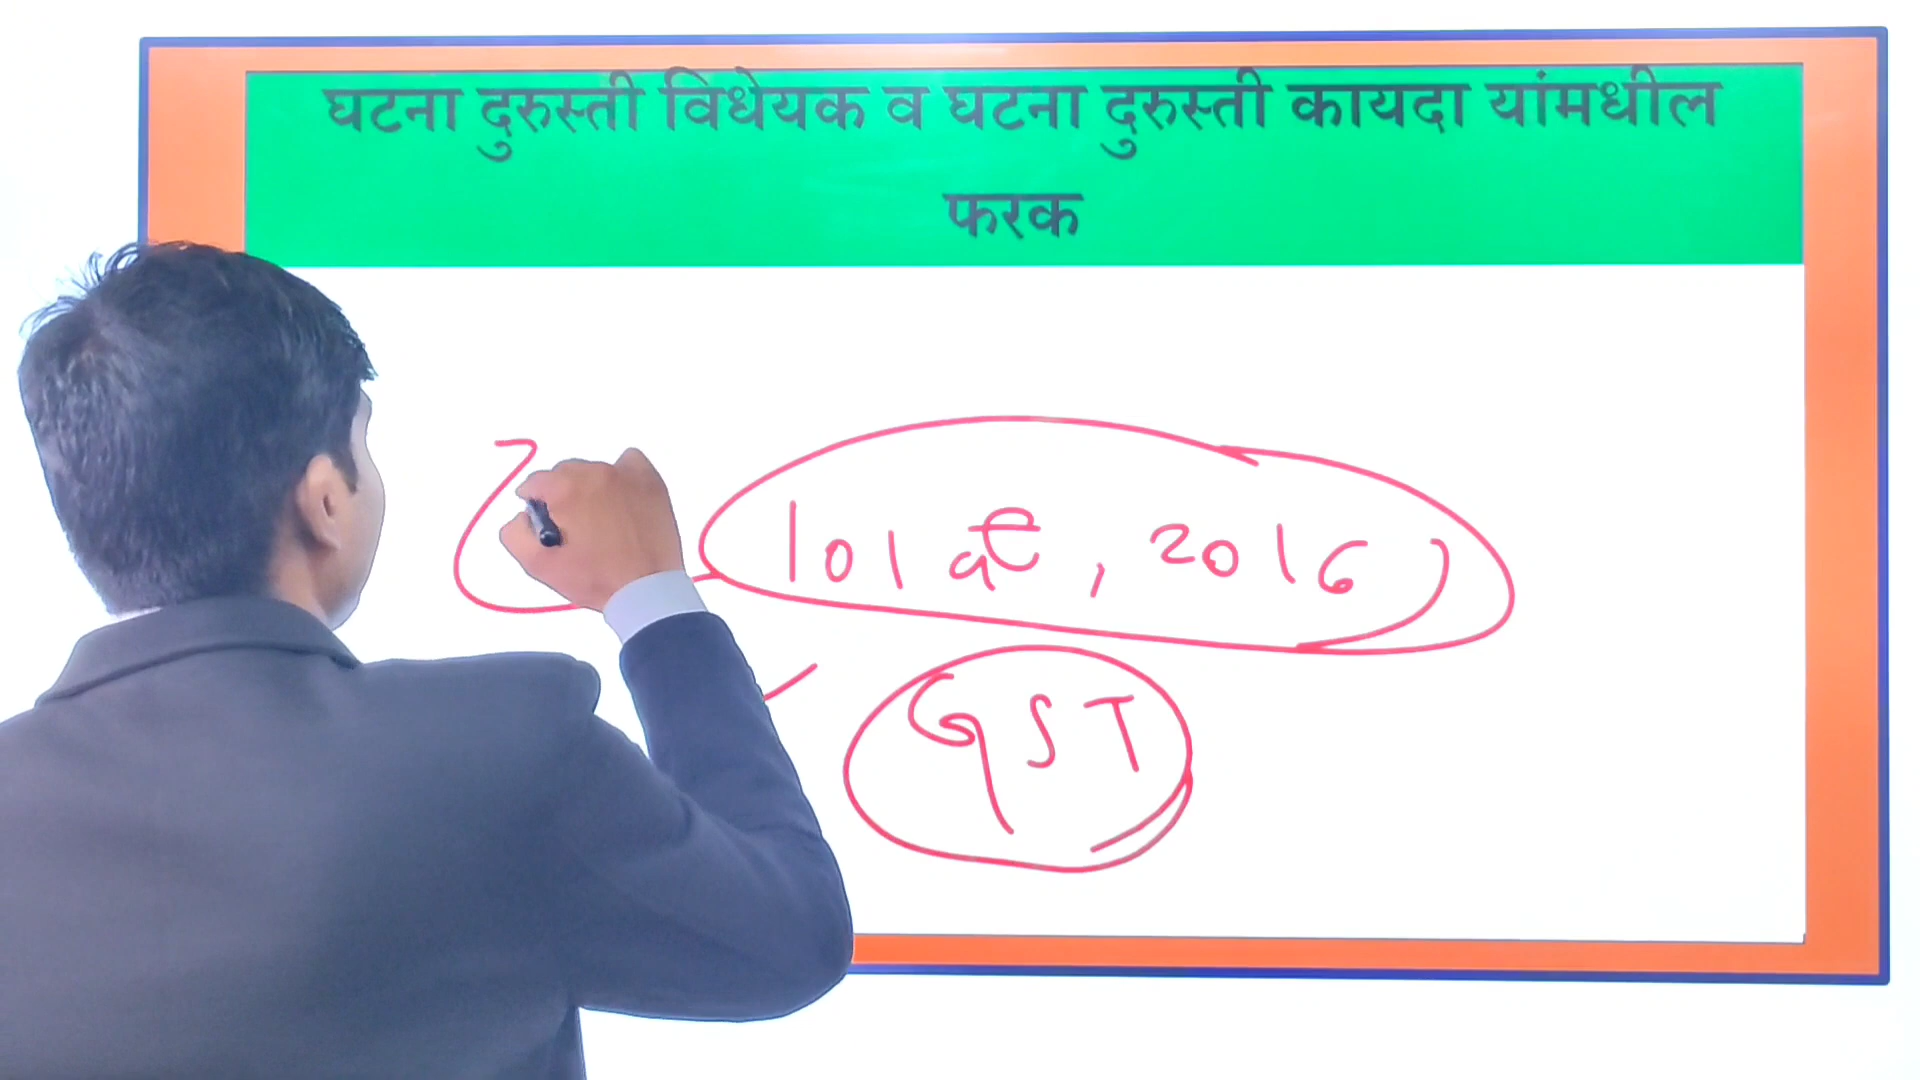 घटना दुरुस्ती विधेयक व घटना दुरुस्ती कायदा यांमधील
फरक
101 वी, 2016
GST